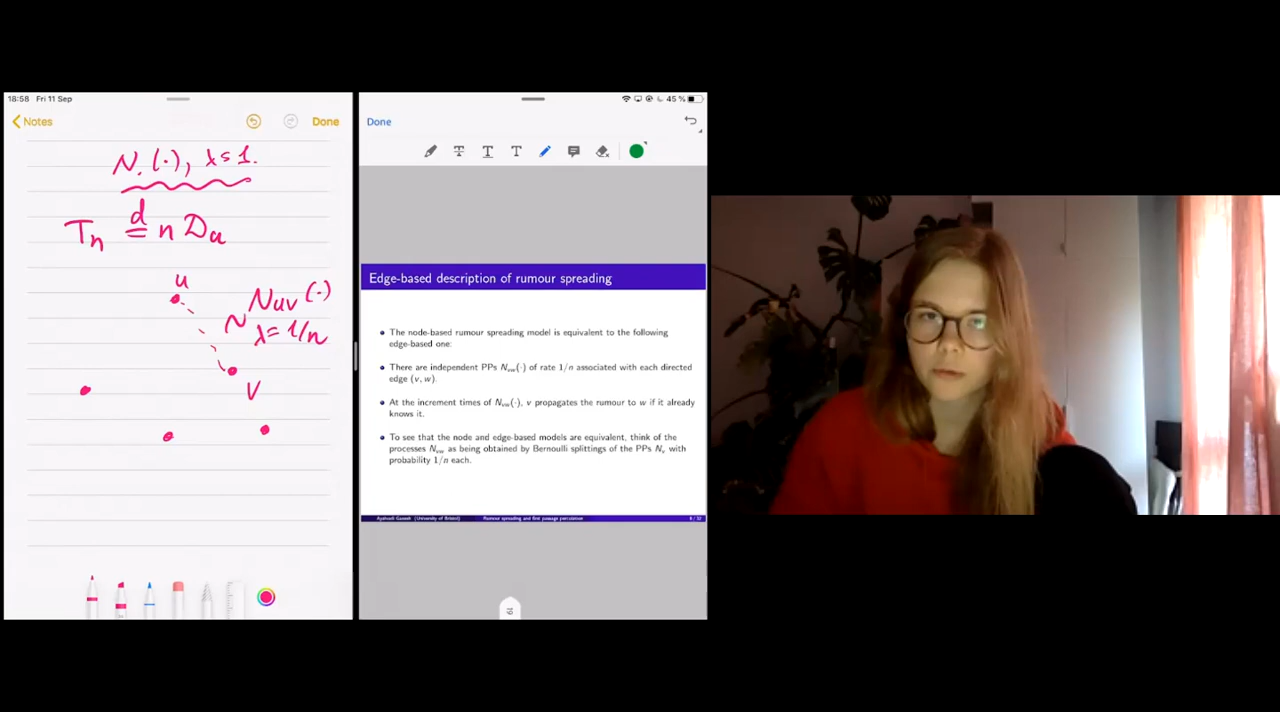 18:58 Fri 11 Sep
Notes
Done
N.(·), λ=1.
Tn d= n Du
u
Nuv(·)
~ λ=1/n
v
45 %
Done
T T T
Edge-based description of rumour spreading
The node-based rumour spreading model is equivalent to the following
edge-based one:
There are independent PPs Nvw(·) of rate 1/n associated with each directed
edge (v, w).
At the increment times of Nvw(·), v propagates the rumour to w if it already
knows it.
To see that the node and edge-based models are equivalent, think of the
processes Nvw as being obtained by Bernoulli splittings of the PPs Nv with
probability 1/n each.
(University of Bristol)
Rumour spreading and first passage percolation
19